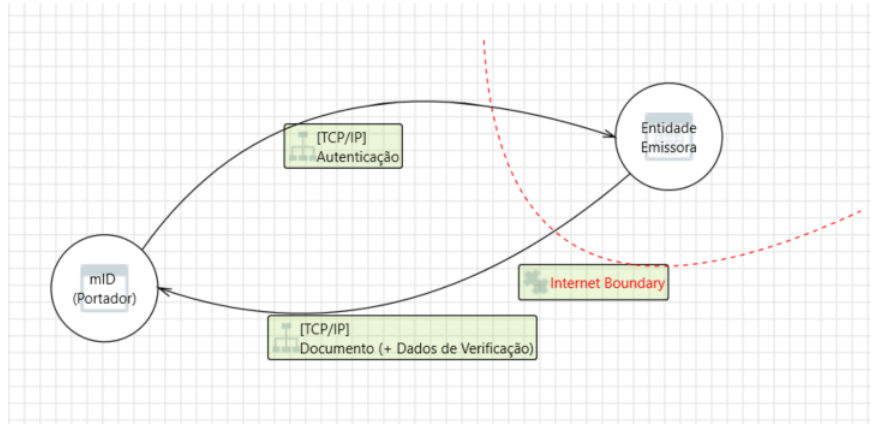 [TCP/IP]
Autenticação
Entidade
Emissora
mID
(Portador)
Internet Boundary
[TCP/IP]
Documento (+ Dados de Verificação)